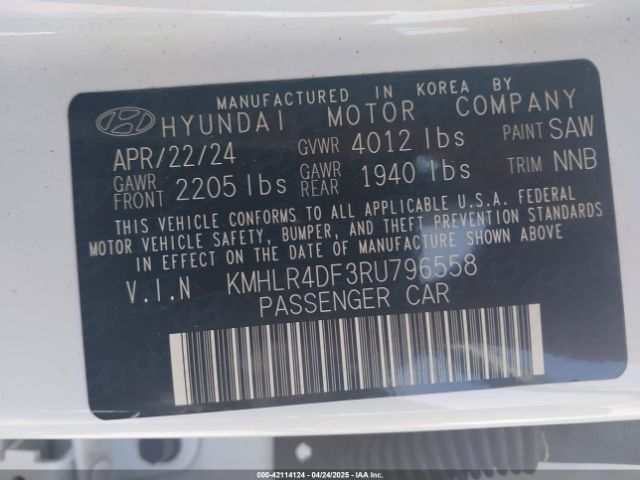 MANUFACTURED IN KOREA BY
HYUNDAI MOTOR COMPANY
APR/22/24 GVWR 4012 lbs PAINT SAW
GAWR FRONT 2205 lbs GAWR REAR 1940 lbs TRIM NNB
THIS VEHICLE CONFORMS TO ALL APPLICABLE U.S.A. FEDERAL
MOTOR VEHICLE SAFETY, BUMPER, AND THEFT PREVENTION STANDARDS
IN EFFECT ON THE DATE OF MANUFACTURE SHOWN ABOVE
V.I.N KMHLR4DF3RU796558
PASSENGER CAR
000-42114124 - 04/24/2025 - IAA Inc.